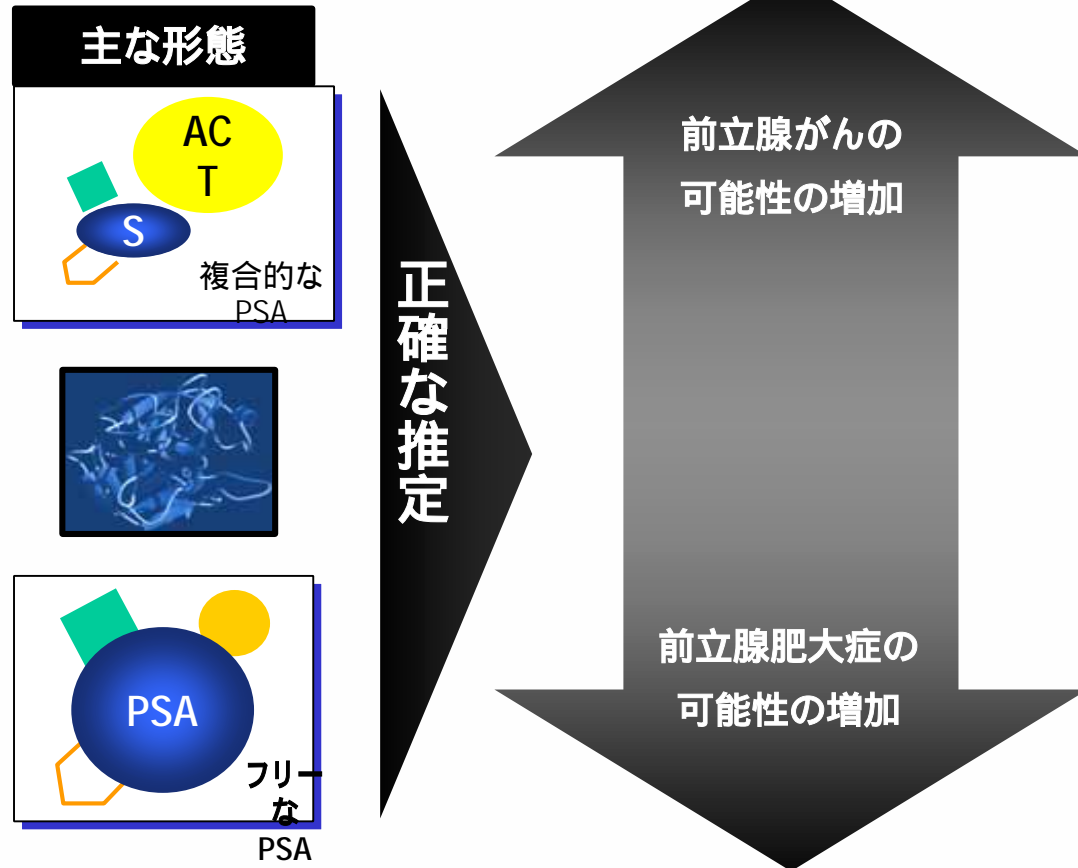 主な形態
AC
T
S
複合的な
PSA
PSA
フリー
な
PSA
正確な推定
前立腺がんの
可能性の増加
前立腺肥大症の
可能性の増加